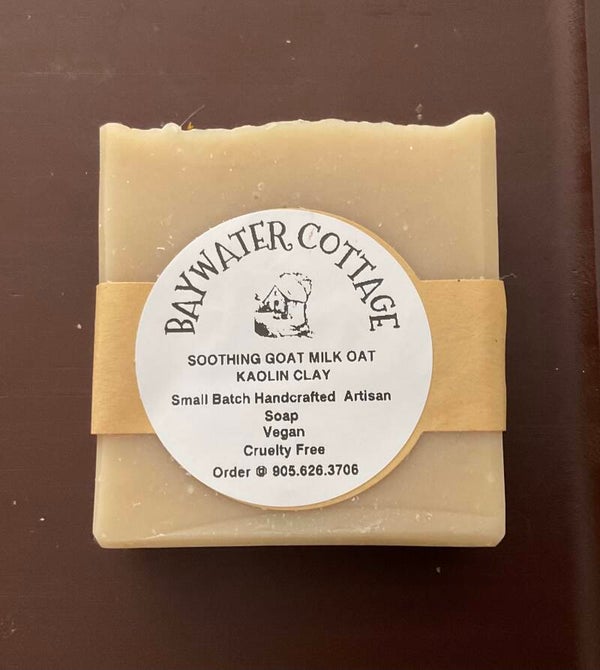 BAYWATER COTTAGE
SOOTHING GOAT MILK OAT
KAOLIN CLAY
Small Batch Handcrafted Artisan
Soap
Vegan
Cruelty Free
Order @ 905.626.3706